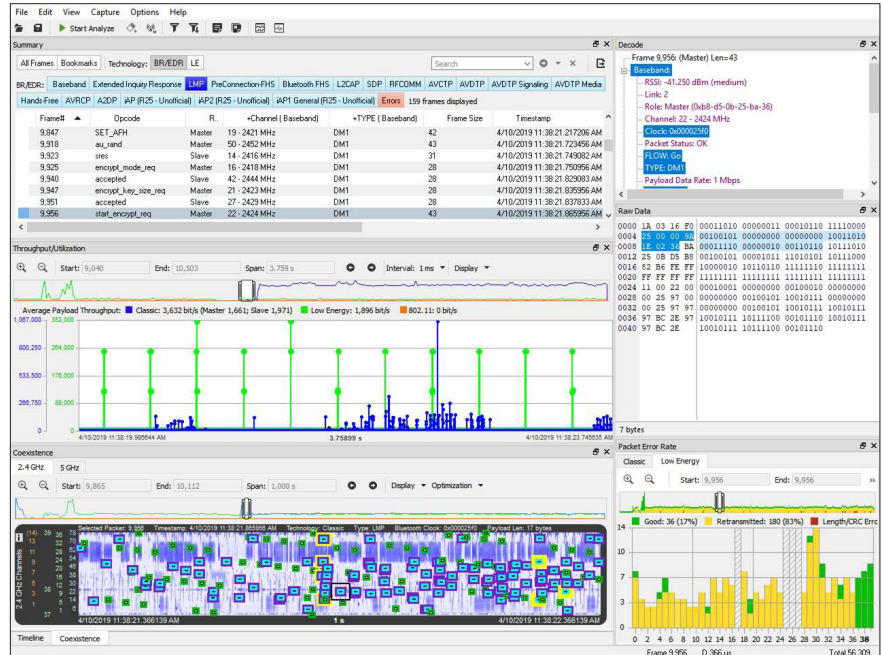 File View Capture Options Help
Start Analyze
Summary
All Frames Bookmarks Technology: BR/EDR LE Search
BR/EDR: Baseband Extended Inquiry Response LMP PreConnection-FHS Bluetooth FHS L2CAP SDP RFCOMM AVCTP AVDTP AVDTP Signaling AVDTP Media
Hands-Free AVRCP A2DP iAP (R25 - Unofficial) iAP2 (R25 - Unofficial) iAP1 General (R25 - Unofficial) Errors 159 frames displayed
Frame# Opcode R.. +Channel ( Baseband) +TYPE ( Baseband) Frame Size Timestamp
9,847 SET_AFH Master 19 - 2421 MHz DM1 42 4/10/2019 11:38:21.217206 AM
9,918 au_rand Master 50 - 2452 MHz DM1 43 4/10/2019 11:38:21.723456 AM
9,923 sres Slave 14 - 2416 MHz DM1 31 4/10/2019 11:38:21.749082 AM
9,925 encrypt_mode_req Master 16 - 2418 MHz DM1 28 4/10/2019 11:38:21.750956 AM
9,940 accepted Slave 42 - 2444 MHz DM1 28 4/10/2019 11:38:21.829083 AM
9,947 encrypt_key_size_req Master 21 - 2423 MHz DM1 28 4/10/2019 11:38:21.835956 AM
9,951 accepted Slave 27 - 2429 MHz DM1 28 4/10/2019 11:38:21.837833 AM
9,956 start_encrypt_req Master 22 - 2424 MHz DM1 43 4/10/2019 11:38:21.865956 AM
Decode
Frame 9,956: (Master) Len=43
Baseband:
RSSI: -41.250 dBm (medium)
Link: 2
Role: Master (0xb8-d5-0b-25-ba-36)
Channel: 22 - 2424 MHz
Clock: 0x000025f0
Packet Status: OK
FLOW: Go
TYPE: DM1
Payload Data Rate: 1 Mbps
Raw Data
0000 1A 03 16 F0 00011010 00000011 00010110 11110000
0004 25 00 00 9A 00100101 00000000 00000000 10011010
0008 1E 02 36 BA 00011110 00000010 00110110 10111010
0012 25 0B D5 B8 00100101 00001011 11010101 10111000
0016 82 B6 FE FF 10000010 10110110 11111110 11111111
0020 FF FF FF FF 11111111 11111111 11111111 11111111
0024 11 00 22 00 00010001 00000000 00100010 00000000
0028 00 25 97 00 00000000 00100101 10010111 00000000
0032 00 25 97 97 00000000 00100101 10010111 10010111
0036 97 BC 2E 97 10010111 10111100 00101110 10010111
0040 97 BC 2E 10010111 10111100 00101110
7 bytes
Throughput/Utilization
Start: 9,040 End: 10,503 Span: 3.759 s Interval: 1 ms Display
Average Payload Throughput: Classic: 3,632 bit/s (Master 1,661; Slave 1,971) Low Energy: 1,896 bit/s 802.11: 0 bit/s
1,067,000 352,000
800,250 264,000
533,500 176,000
266,750 88,000
0 0
3.75899 s 4/10/2019 11:38:23.745635 AM
Coexistence
2.4 GHz 5 GHz
Start: 9,865 End: 10,112 Span: 1.000 s Display Optimization
Selected Packet: 9,956 Timestamp: 4/10/2019 11:38:21.865956 AM Technology: Classic Type: LMP Bluetooth Clock: 0x000025f0 Payload Len: 17 bytes
2.4 GHz Channels
4/10/2019 11:38:21.366139 AM 1 s 4/10/2019 11:38:22.366139 AM
Timeline Coexistence
Packet Error Rate
Classic Low Energy
Start: 9,956 End: 9,956
Good: 36 (17%) Retransmitted: 180 (83%) Length/CRC Erro
14
10
7
3
0
0 2 4 6 8 10 12 14 16 18 20 22 24 26 28 30 32 34 36 38
Frame 9,956 D 366 us Total 56,309